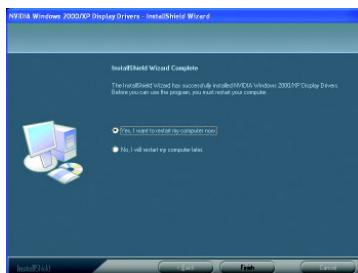 NVIDIA Windows 2000/XP Display Drivers - InstallShield Wizard
InstallShield Wizard Complete
The InstallShield Wizard has successfully installed NVIDIA Windows 2000/XP Display Drivers.
Before you can use the program, you must restart your computer.
Yes, I want to restart my computer now.
No, I will restart my computer later.
InstallShield
Finish
Cancel